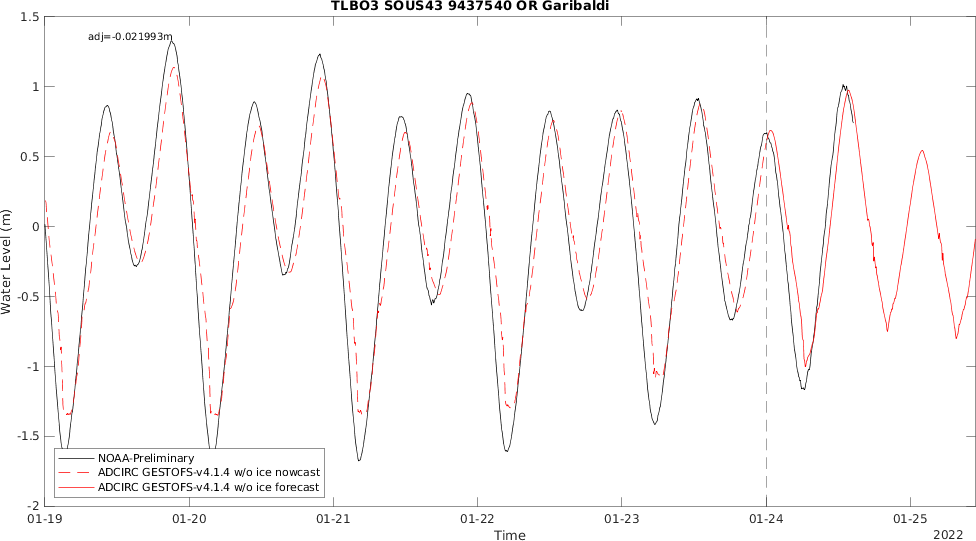 TLBO3 SOUS43 9437540 OR Garibaldi
adj=-0.021993m
1.5
1
0.5
0
-0.5
-1
-1.5
-2
Water Level (m)
NOAA-Preliminary
ADCIRC GESTOFS-v4.1.4 w/o ice nowcast
ADCIRC GESTOFS-v4.1.4 w/o ice forecast
01-19 01-20 01-21 01-22 01-23 01-24 01-25
Time
2022